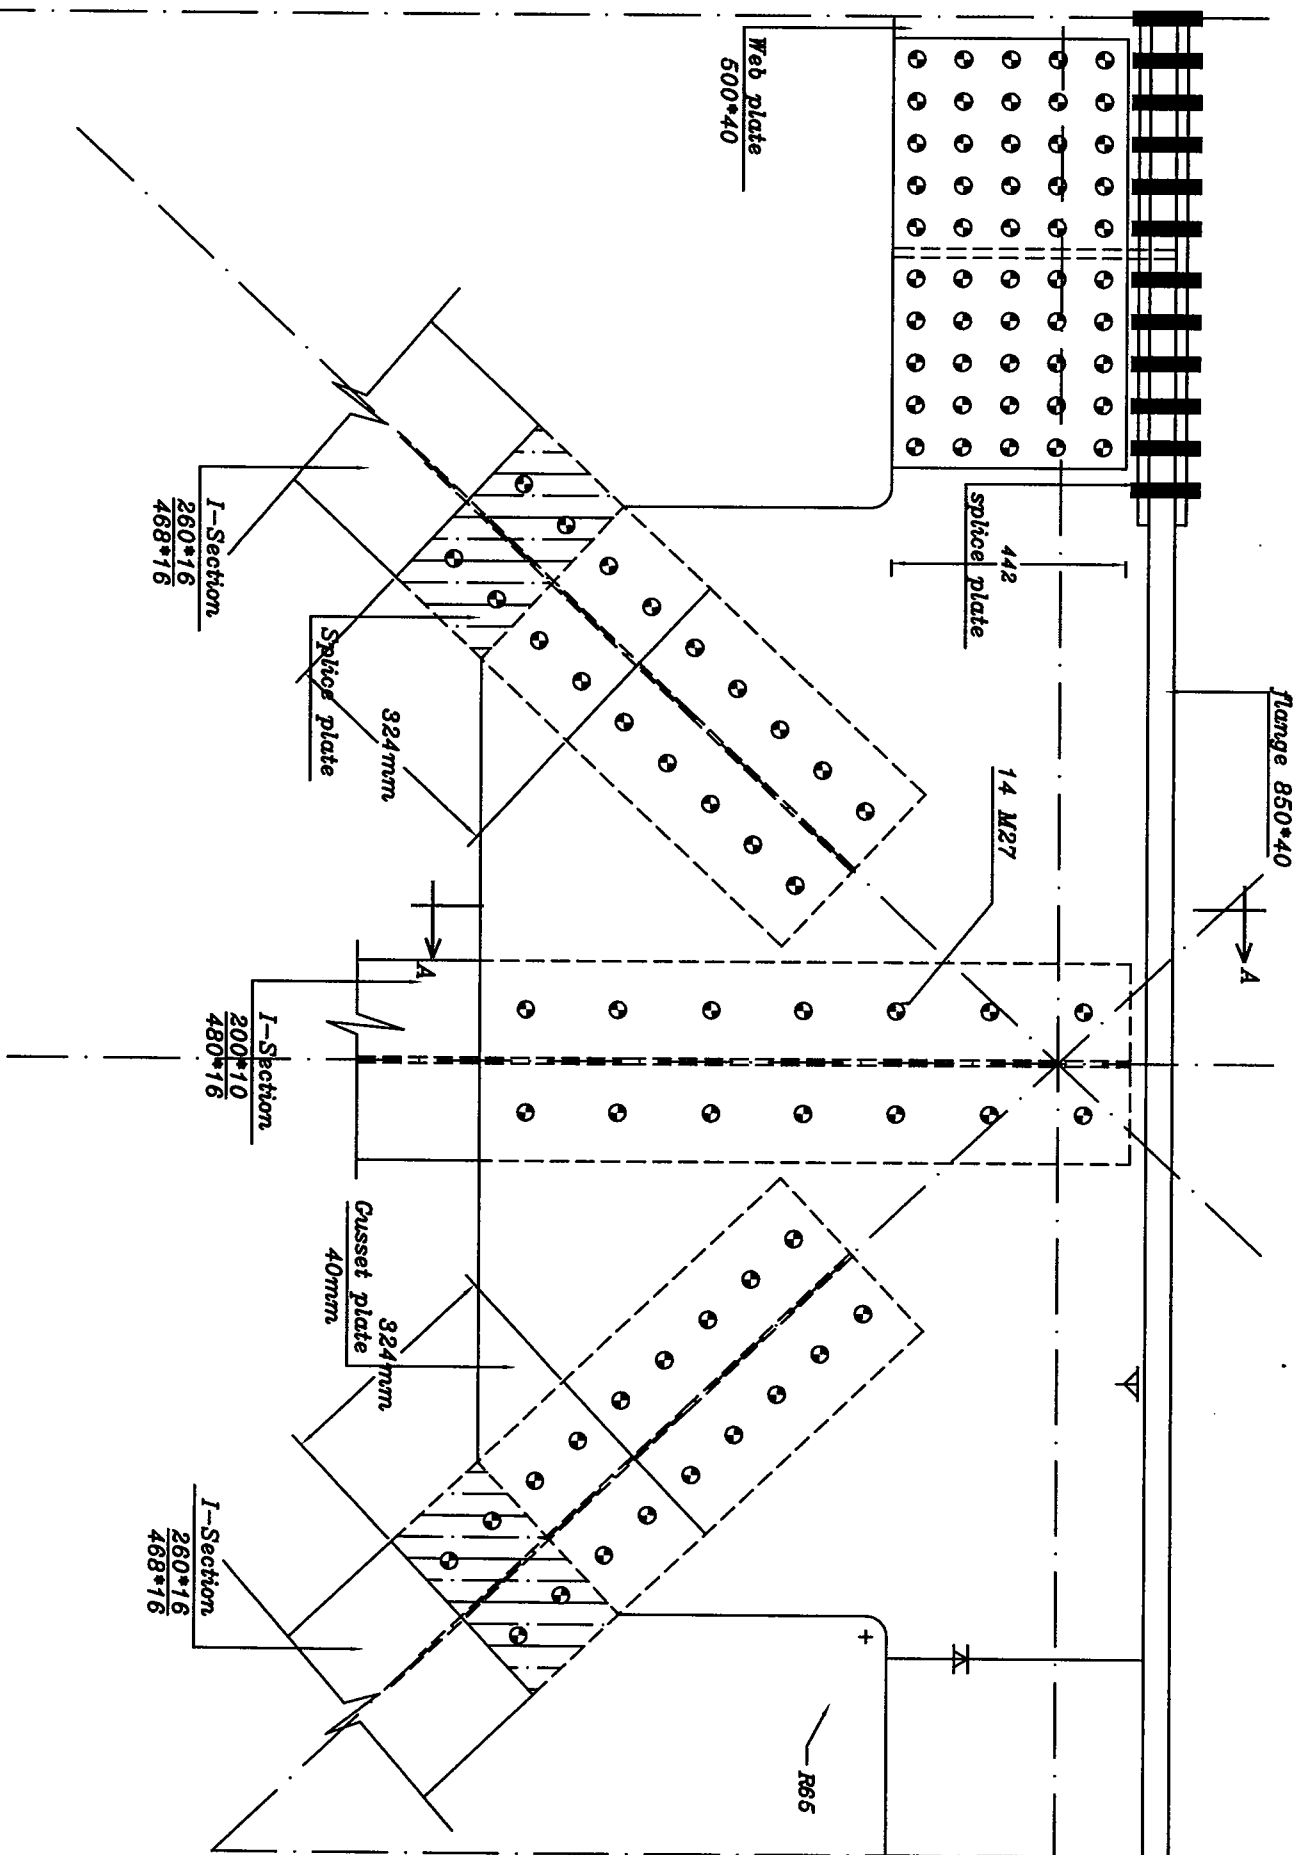 flange 850*40
A
splice plate
442
14 M27
Web plate
500*40
R65
Splice plate
324mm
A
Gusset plate
40mm
324mm
I-Section
260*16
468*16
I-Section
200*10
480*16
I-Section
260*16
468*16